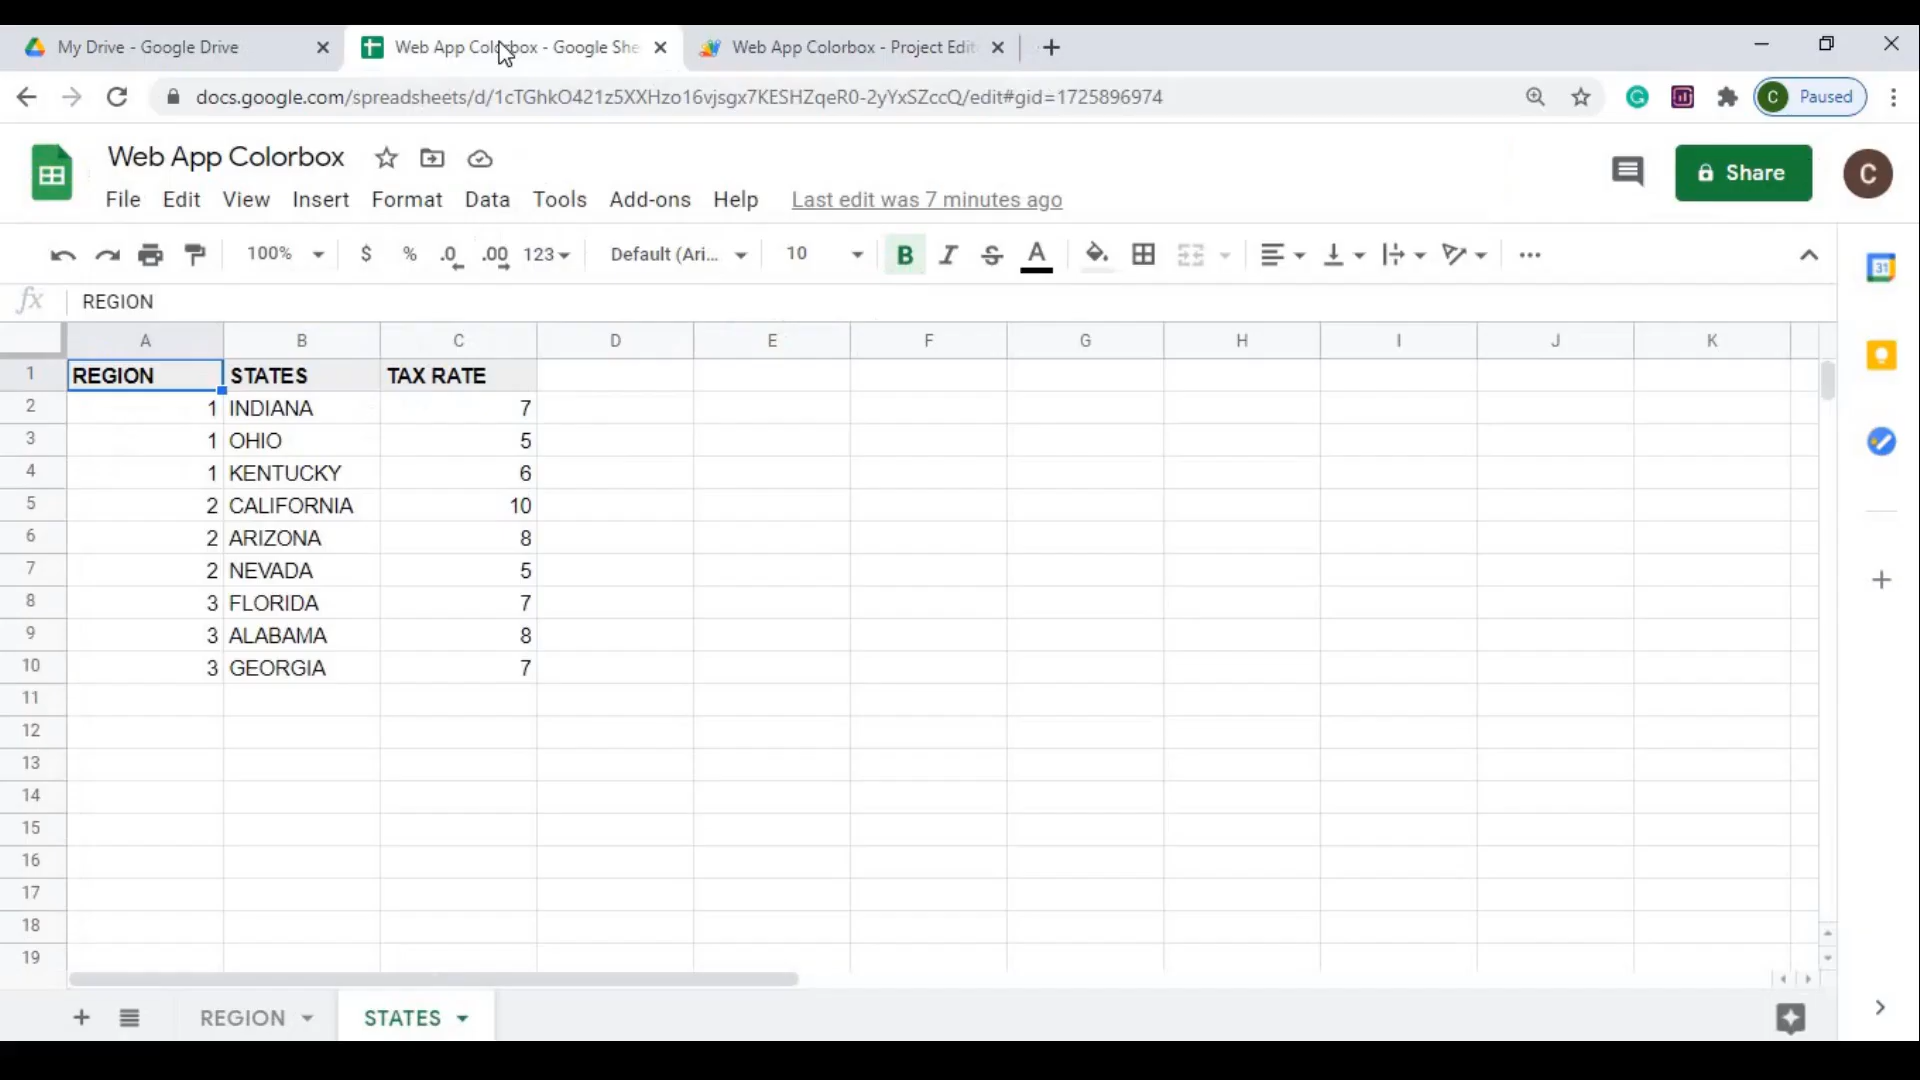 My Drive - Google Drive
Web App Colorbox - Google She
Web App Colorbox - Project Edit
docs.google.com/spreadsheets/d/1cTGhkO421z5XXHzo16vjsgx7KESHZqeR0-2yYxSZccQ/edit#gid=1725896974
C Paused
Web App Colorbox
Share
C
File Edit View Insert Format Data Tools Add-ons Help Last edit was 7 minutes ago
100% $ % .0 .00 123 Default (Ari... 10 B I S A
31
fx REGION
A B C D E F G H I J K
1 REGION STATES TAX RATE
2 1 INDIANA 7
3 1 OHIO 5
4 1 KENTUCKY 6
5 2 CALIFORNIA 10
6 2 ARIZONA 8
7 2 NEVADA 5
8 3 FLORIDA 7
9 3 ALABAMA 8
10 3 GEORGIA 7
11
12
13
14
15
16
17
18
19
REGION STATES